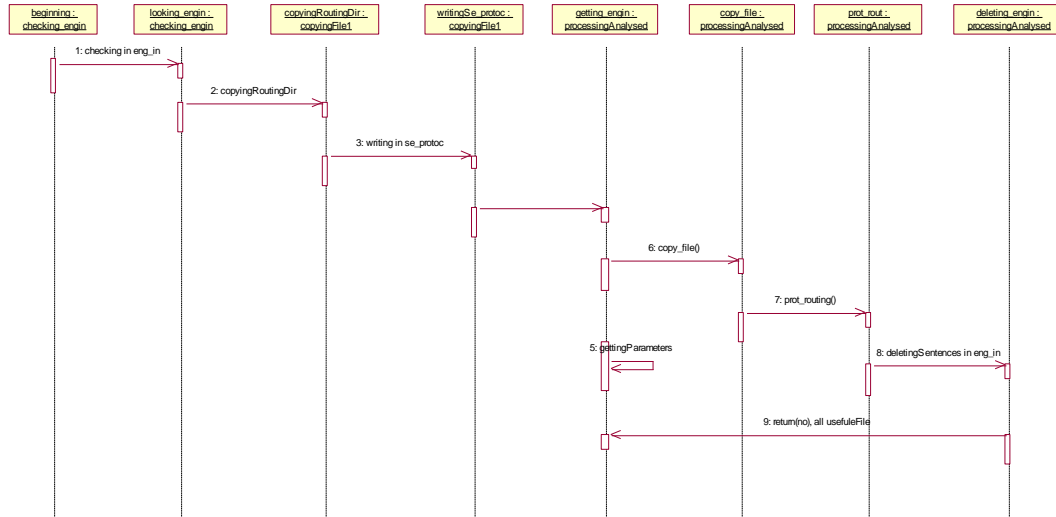 beginning :
checking_engin
looking_engin :
checking_engin
copyingRoutingDir :
copyingFile1
writingSe_protoc :
copyingFile1
getting_engin :
processingAnalysed
copy_file :
processingAnalysed
prot_rout :
processingAnalysed
deleting_engin :
processingAnalysed
1: checking in eng_in
2: copyingRoutingDir
3: writing in se_protoc
6: copy_file()
7: prot_routing()
5: gettingParameters
8: deletingSentences in eng_in
9: return(no), all usefuleFile